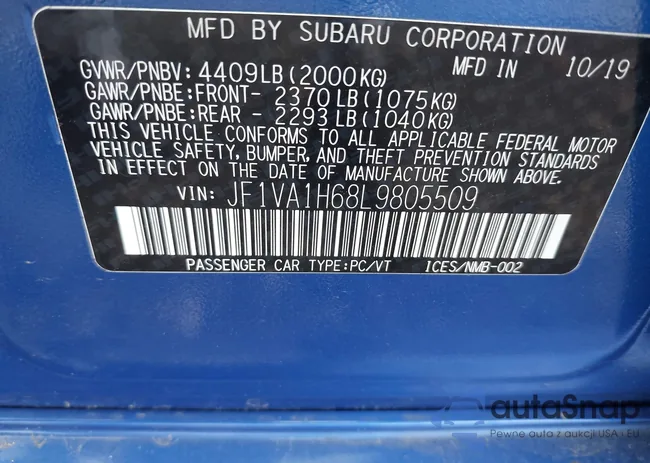 MFD BY SUBARU CORPORATION
GVWR/PNBV: 4409LB(2000KG) MFD IN 10/19
GAWR/PNBE:FRONT- 2370LB(1075KG)
GAWR/PNBE:REAR - 2293LB(1040KG)
THIS VEHICLE CONFORMS TO ALL APPLICABLE FEDERAL MOTOR
VEHICLE SAFETY, BUMPER, AND THEFT PREVENTION STANDARDS
IN EFFECT ON THE DATE OF MANUFACTURE SHOWN ABOVE.
VIN: JF1VA1H68L9805509
PASSENGER CAR TYPE:PC/VT ICES/NMB-002
autaSnap
Pewne auta z aukcji USA i EU